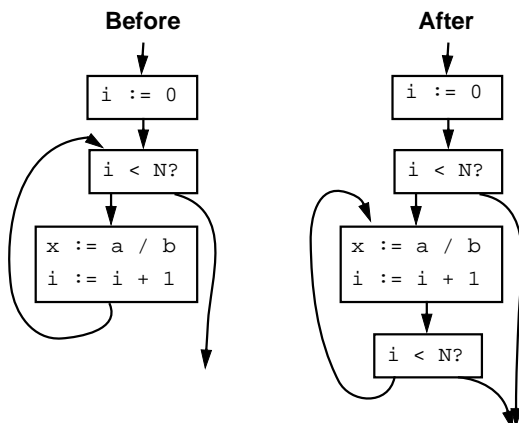 Before
i := 0
i < N?
x := a / b
i := i + 1
After
i := 0
i < N?
x := a / b
i := i + 1
i < N?